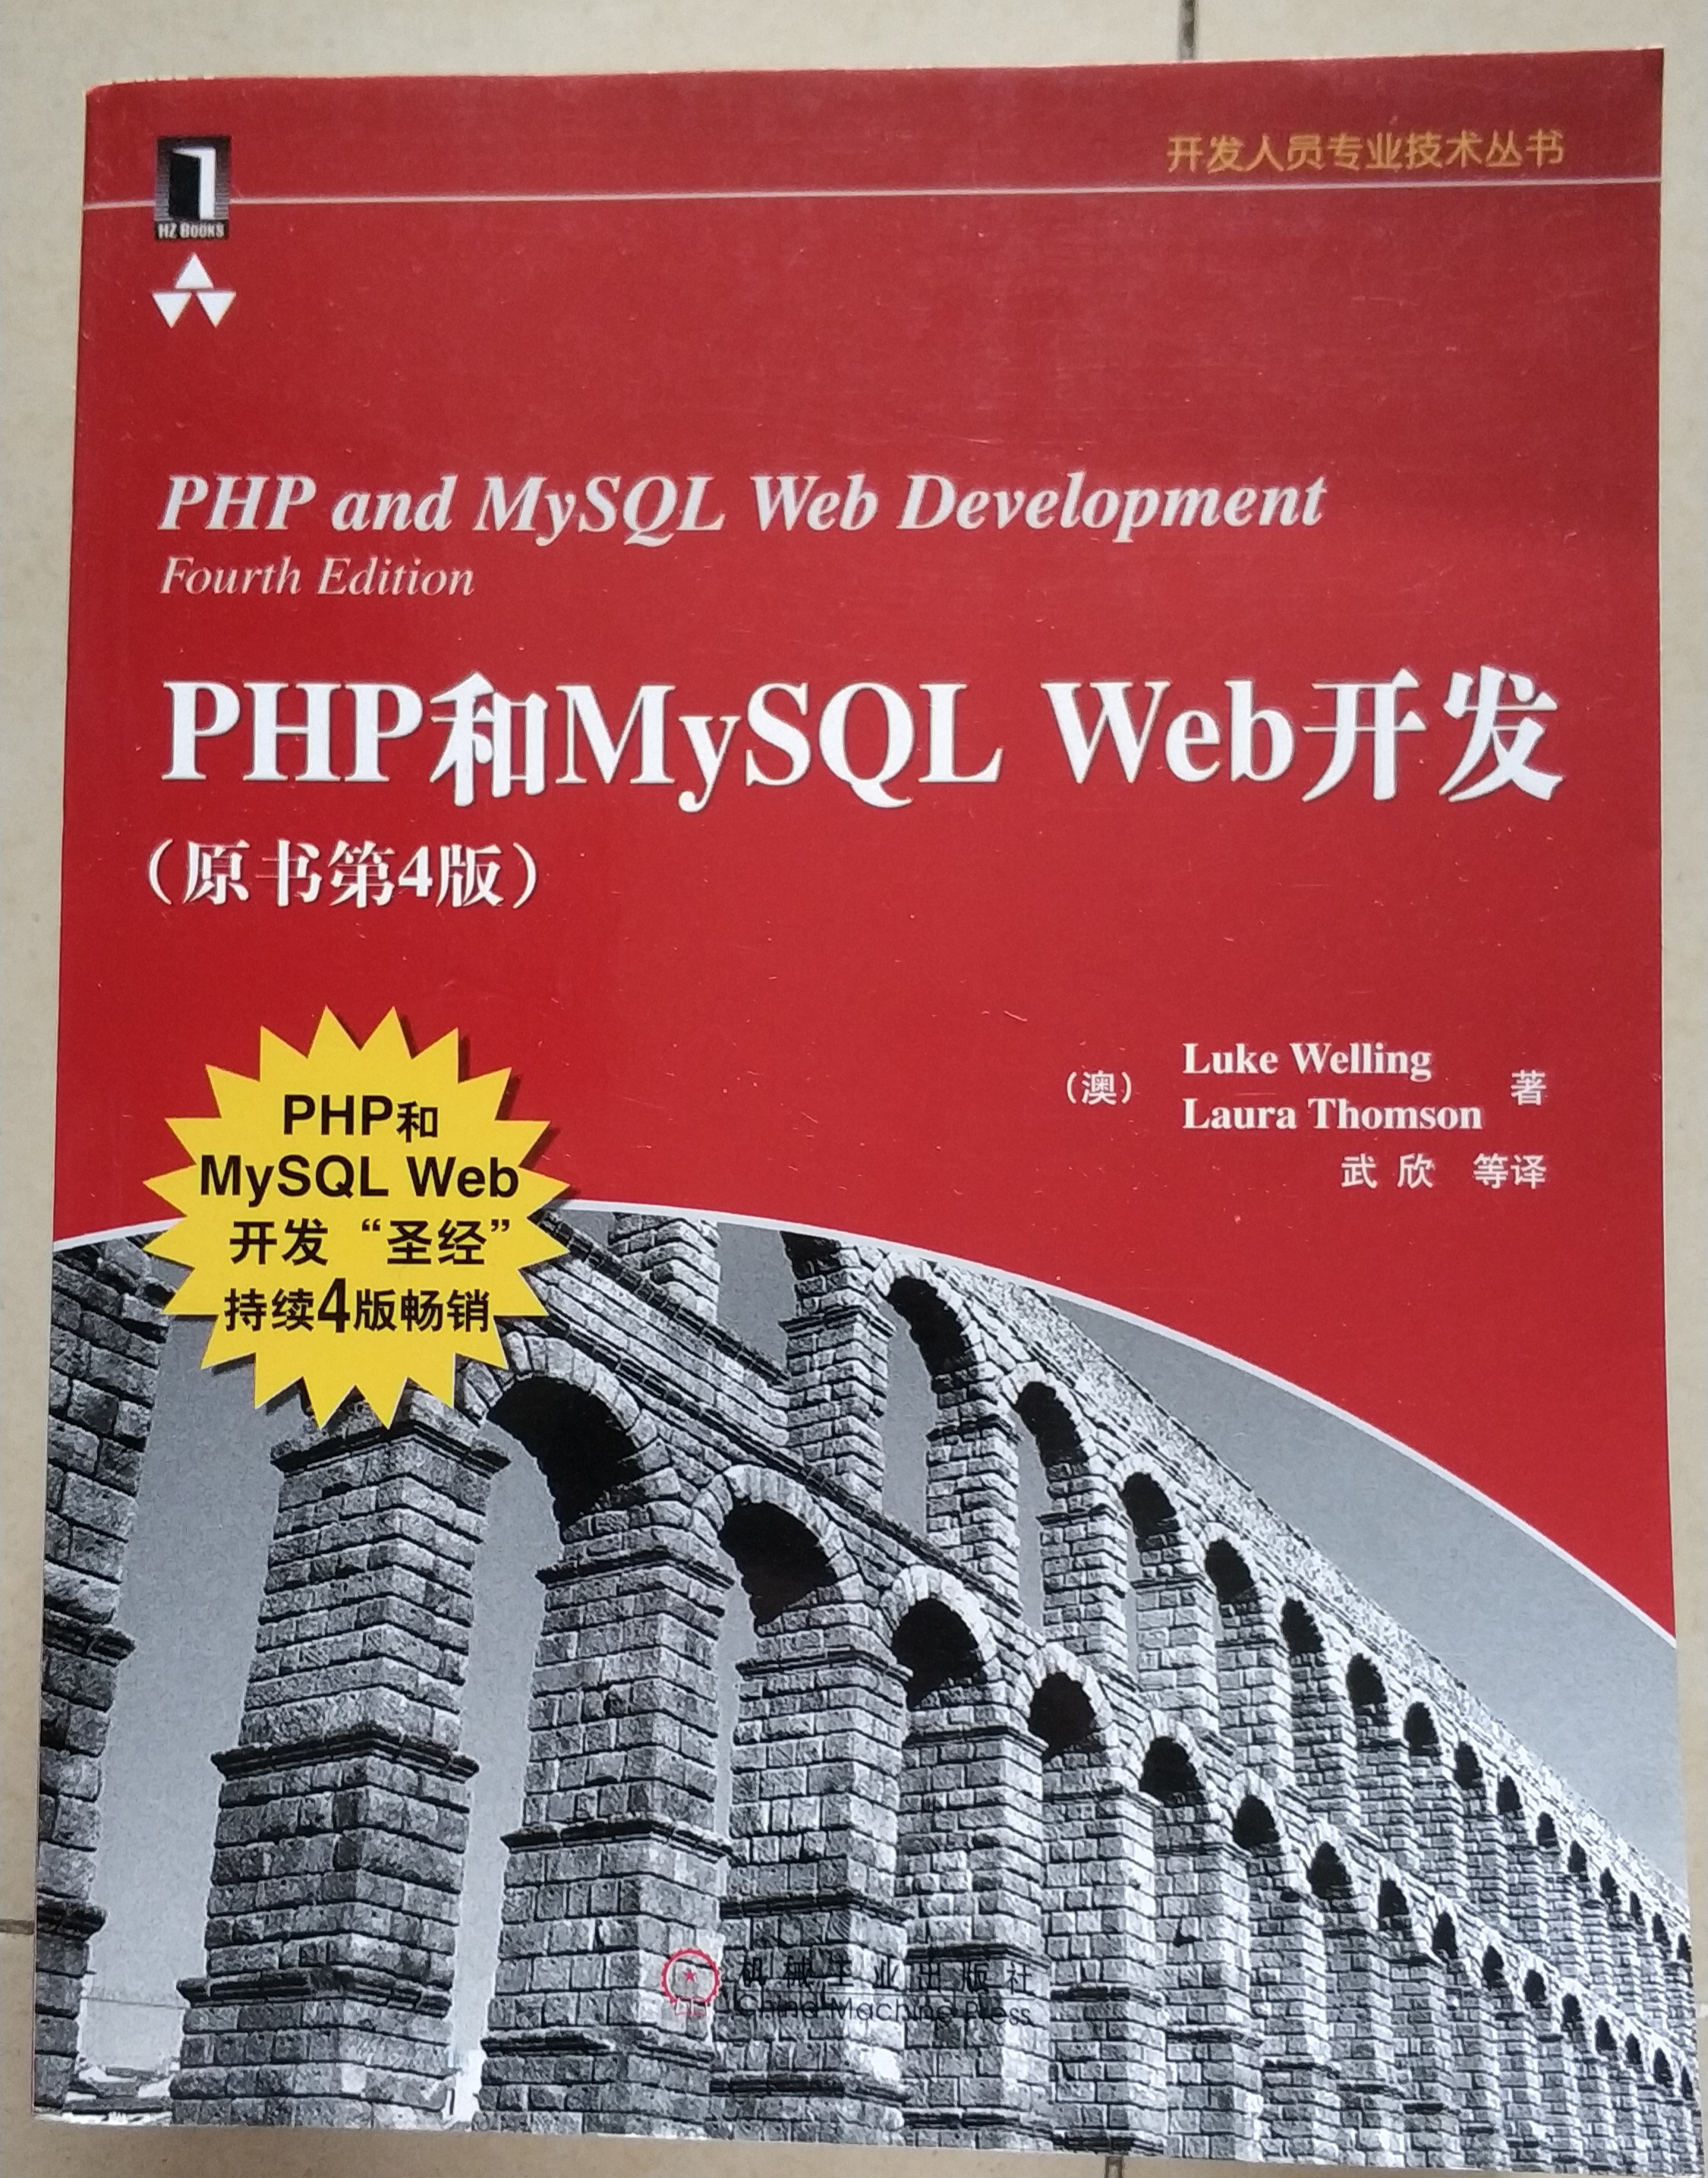 开发人员专业技术丛书
HZ BOOKS
PHP and MySQL Web Development
Fourth Edition
PHP和MySQL Web开发
（原书第4版）
（澳） Luke Welling
Laura Thomson 著
武 欣 等译
PHP和
MySQL Web
开发“圣经”
持续4版畅销
机械工业出版社
China Machine Press